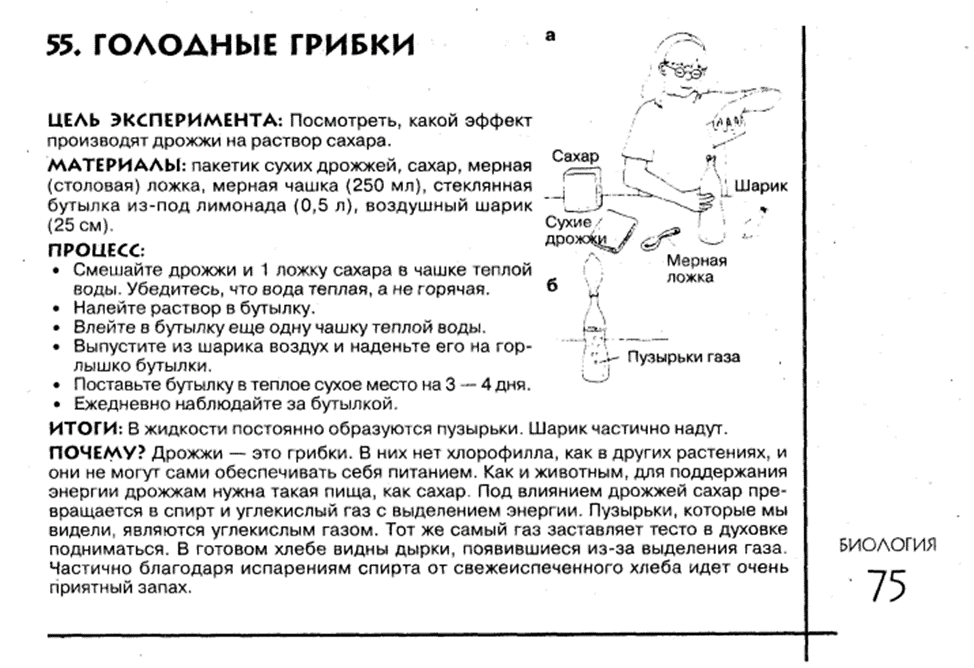 55. ГОЛОДНЫЕ ГРИБКИ
ЦЕЛЬ ЭКСПЕРИМЕНТА: Посмотреть, какой эффект
производят дрожжи на раствор сахара.
МАТЕРИАЛЫ: пакетик сухих дрожжей, сахар, мерная
(столовая) ложка, мерная чашка (250 мл), стеклянная
бутылка из-под лимонада (0,5 л), воздушный шарик
(25 см).
ПРОЦЕСС:
• Смешайте дрожжи и 1 ложку сахара в чашке теплой
воды. Убедитесь, что вода теплая, а не горячая.
• Налейте раствор в бутылку.
• Влейте в бутылку еще одну чашку теплой воды.
• Выпустите из шарика воздух и наденьте его на гор-
лышко бутылки.
• Поставьте бутылку в теплое сухое место на 3 — 4 дня.
• Ежедневно наблюдайте за бутылкой.
а
Сахар
Шарик
Сухие
дрожжи
Мерная
ложка
б
Пузырьки газа
ИТОГИ: В жидкости постоянно образуются пузырьки. Шарик частично надут.
ПОЧЕМУ? Дрожжи — это грибки. В них нет хлорофилла, как в других растениях, и
они не могут сами обеспечивать себя питанием. Как и животным, для поддержания
энергии дрожжам нужна такая пища, как сахар. Под влиянием дрожжей сахар пре-
вращается в спирт и углекислый газ с выделением энергии. Пузырьки, которые мы
видели, являются углекислым газом. Тот же самый газ заставляет тесто в духовке
подниматься. В готовом хлебе видны дырки, появившиеся из-за выделения газа.
Частично благодаря испарениям спирта от свежеиспеченного хлеба идет очень
приятный запах.
БИОЛОГИЯ
75